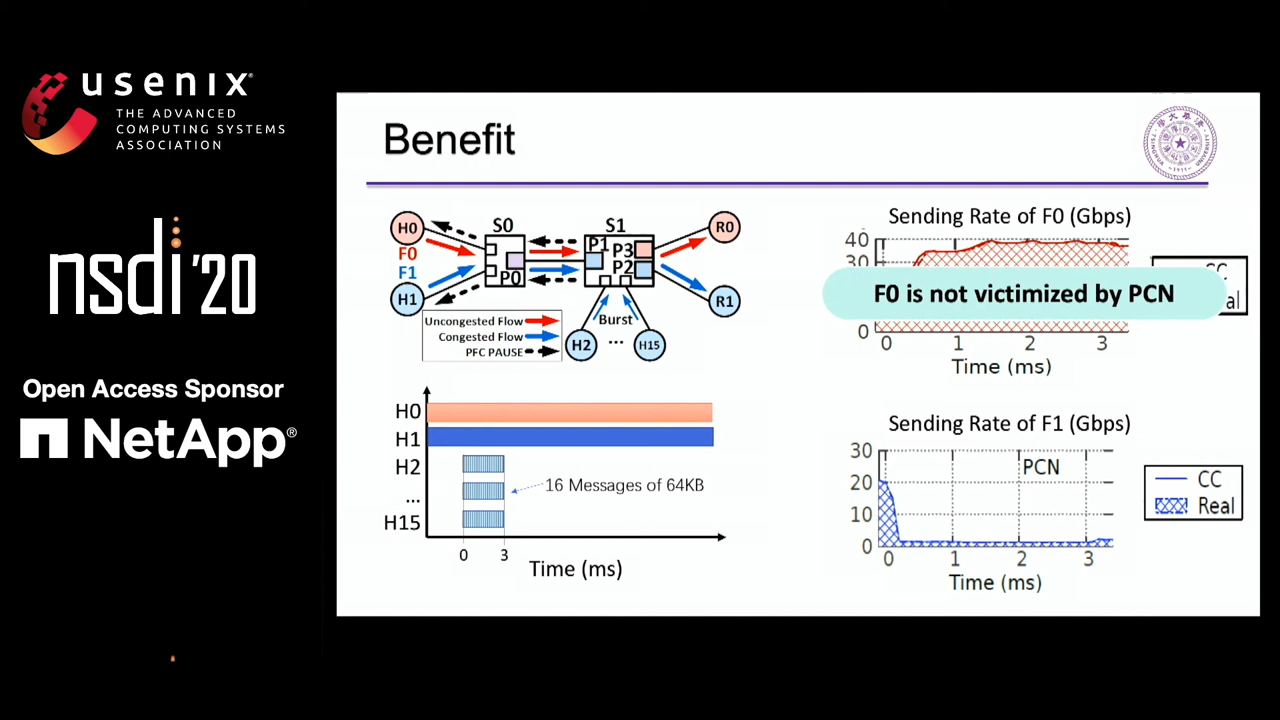 usenix®
THE ADVANCED
COMPUTING SYSTEMS
ASSOCIATION
nsdi '20
Open Access Sponsor
NetApp®
Benefit
H0
S0
S1
R0
F0
P1
P3
F1
P2
P0
H1
R1
Uncongested Flow
Congested Flow
PFC PAUSE
Burst
H2
...
H15
H0
H1
H2
...
H15
16 Messages of 64KB
0
3
Time (ms)
Sending Rate of F0 (Gbps)
40
30
F0 is not victimized by PCN
0
0 1 2 3
Time (ms)
Sending Rate of F1 (Gbps)
30
PCN
20
10
0
0 1 2 3
Time (ms)
CC
Real